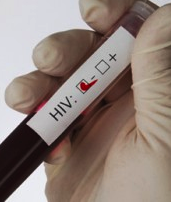 HIV: ☑- ☐+